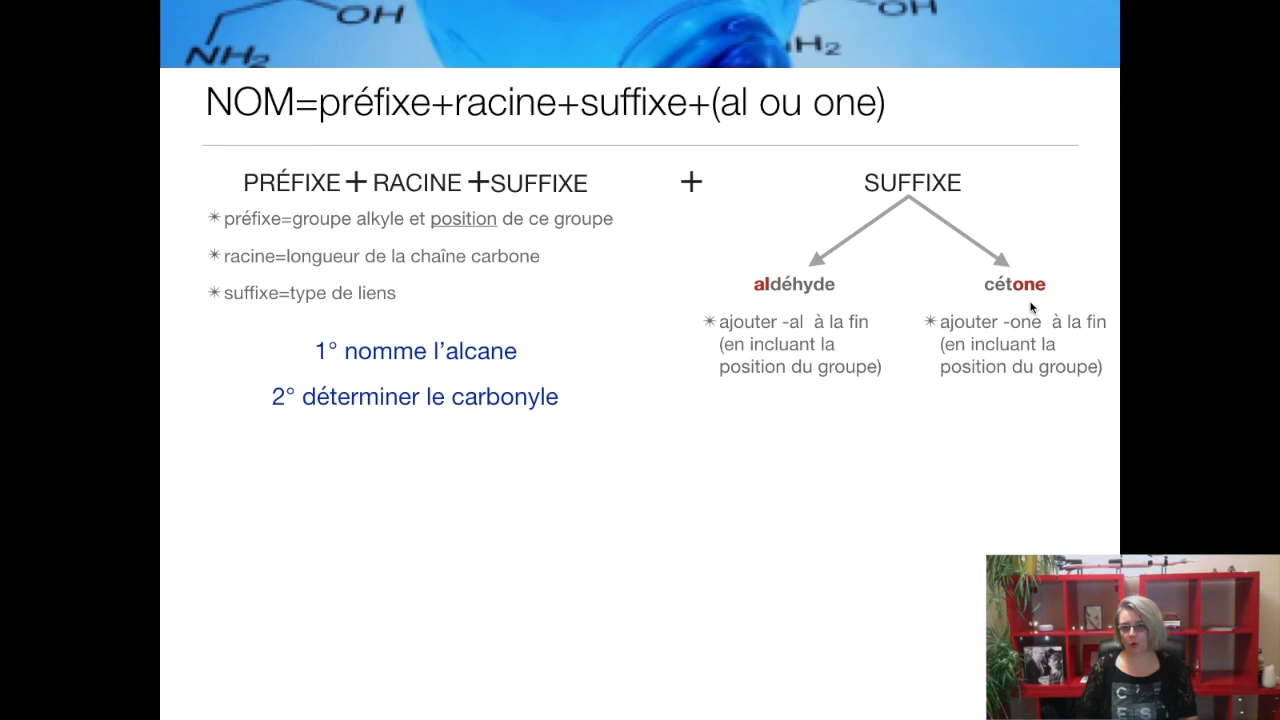 OH
OH
NH₂
H₂
NOM=préfixe+racine+suffixe+(al ou one)
PRÉFIXE+RACINE+SUFFIXE + SUFFIXE
✴préfixe=groupe alkyle et position de ce groupe
✴racine=longueur de la chaîne carbone
✴suffixe=type de liens
1° nomme l’alcane
2° déterminer le carbonyle
aldéhyde
✴ajouter -al à la fin
(en incluant la
position du groupe)
cétone
✴ajouter -one à la fin
(en incluant la
position du groupe)